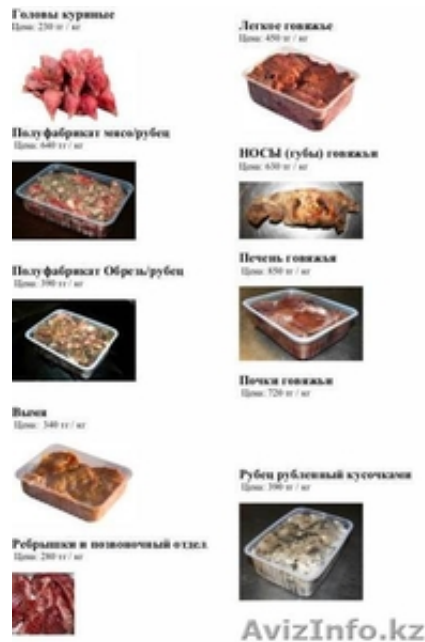 Головы куриные
Цена: 230 тг / кг
Полуфабрикат мясо/рубец
Цена: 640 тг / кг
Полуфабрикат Обрезь/рубец
Цена: 390 тг / кг
Вымя
Цена: 340 тг / кг
Ребрышки и позвоночный отдел
Цена: 280 тг / кг
Легкое говяжье
Цена: 450 тг / кг
НОСЫ (губы) говяжьи
Цена: 630 тг / кг
Печень говяжья
Цена: 850 тг / кг
Почки говяжьи
Цена: 720 тг / кг
Рубец рубленный кусочками
Цена: 390 тг / кг
AvizInfo.kz